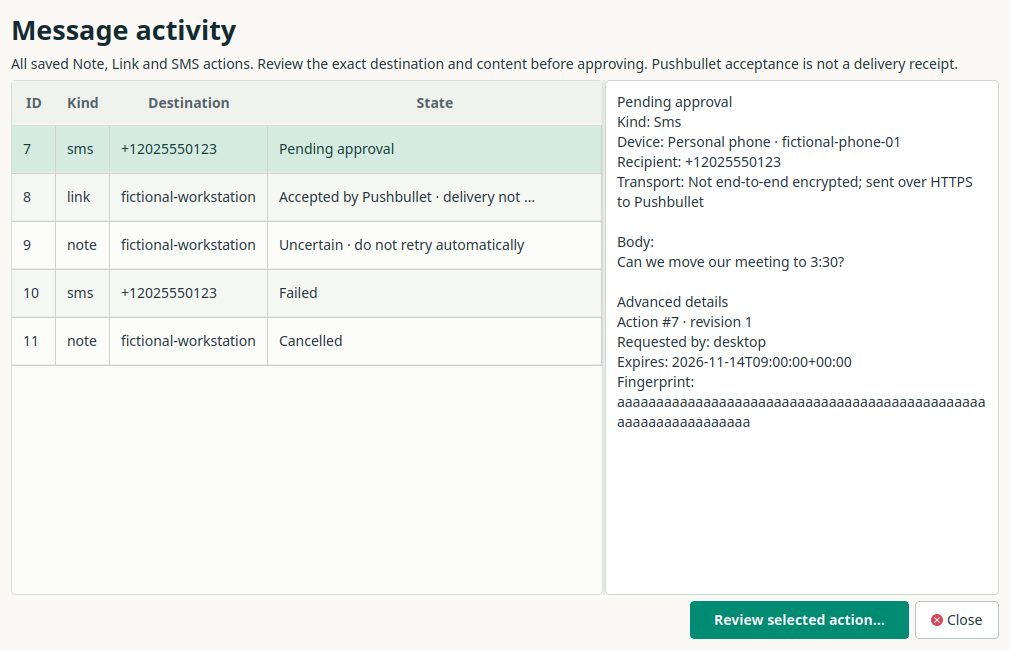 Message activity
All saved Note, Link and SMS actions. Review the exact destination and content before approving. Pushbullet acceptance is not a delivery receipt.
ID Kind Destination State
7 sms +12025550123 Pending approval
8 link fictional-workstation Accepted by Pushbullet · delivery not ...
9 note fictional-workstation Uncertain · do not retry automatically
10 sms +12025550123 Failed
11 note fictional-workstation Cancelled
Pending approval
Kind: Sms
Device: Personal phone · fictional-phone-01
Recipient: +12025550123
Transport: Not end-to-end encrypted; sent over HTTPS
to Pushbullet
Body:
Can we move our meeting to 3:30?
Advanced details
Action #7 · revision 1
Requested by: desktop
Expires: 2026-11-14T09:00:00+00:00
Fingerprint:
aaaaaaaaaaaaaaaaaaaaaaaaaaaaaaaaaaaaaaaaaaaaaaa
aaaaaaaaaaaaaaaaa
Review selected action...
Close